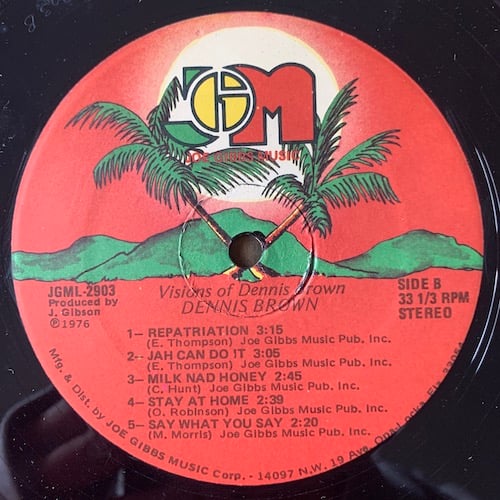 JGM
JOE GIBBS MUSIC
JGML-2903
Produced by
J. Gibson
℗1976
Visions of Dennis Brown
DENNIS BROWN
SIDE B
33 1/3 RPM
STEREO
1— REPATRIATION 3:15
(E. Thompson) Joe Gibbs Music Pub. Inc.
2— JAH CAN DO IT 3:05
(E. Thompson) Joe Gibbs Music Pub. Inc.
3— MILK NAD HONEY 2:45
(C. Hunt) Joe Gibbs Music Pub. Inc.
4— STAY AT HOME 2:39
(O. Robinson) Joe Gibbs Music Pub. Inc.
5— SAY WHAT YOU SAY 2:20
(M. Morris) Joe Gibbs Music Pub. Inc.
Mfg. & Dist. by JOE GIBBS MUSIC Corp. - 14097 N.W. 19 Ave.